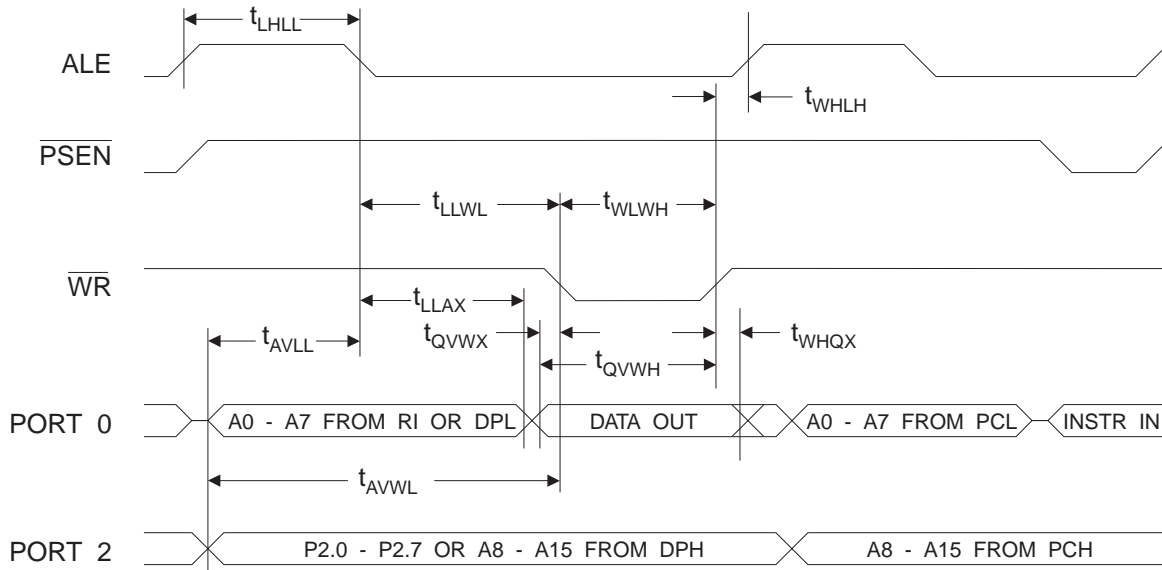 tLHLL
ALE
tWHLH
PSEN
tLLWL
tWLWH
WR
tLLAX
tAVLL
tQVWX
tWHQX
tQVWH
PORT 0
A0 - A7 FROM RI OR DPL
DATA OUT
A0 - A7 FROM PCL
INSTR IN
tAVWL
PORT 2
P2.0 - P2.7 OR A8 - A15 FROM DPH
A8 - A15 FROM PCH